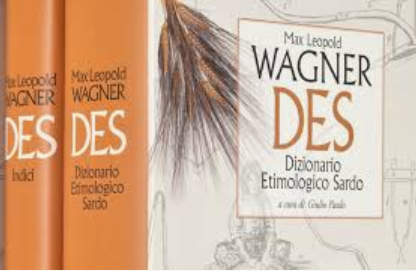 Max Leopold
WAGNER
DES
Indici
Max Leopold
WAGNER
DES
Dizionario
Etimologico
Sardo
Max Leopold
WAGNER
DES
Dizionario
Etimologico Sardo
a cura di Giulio Paulis